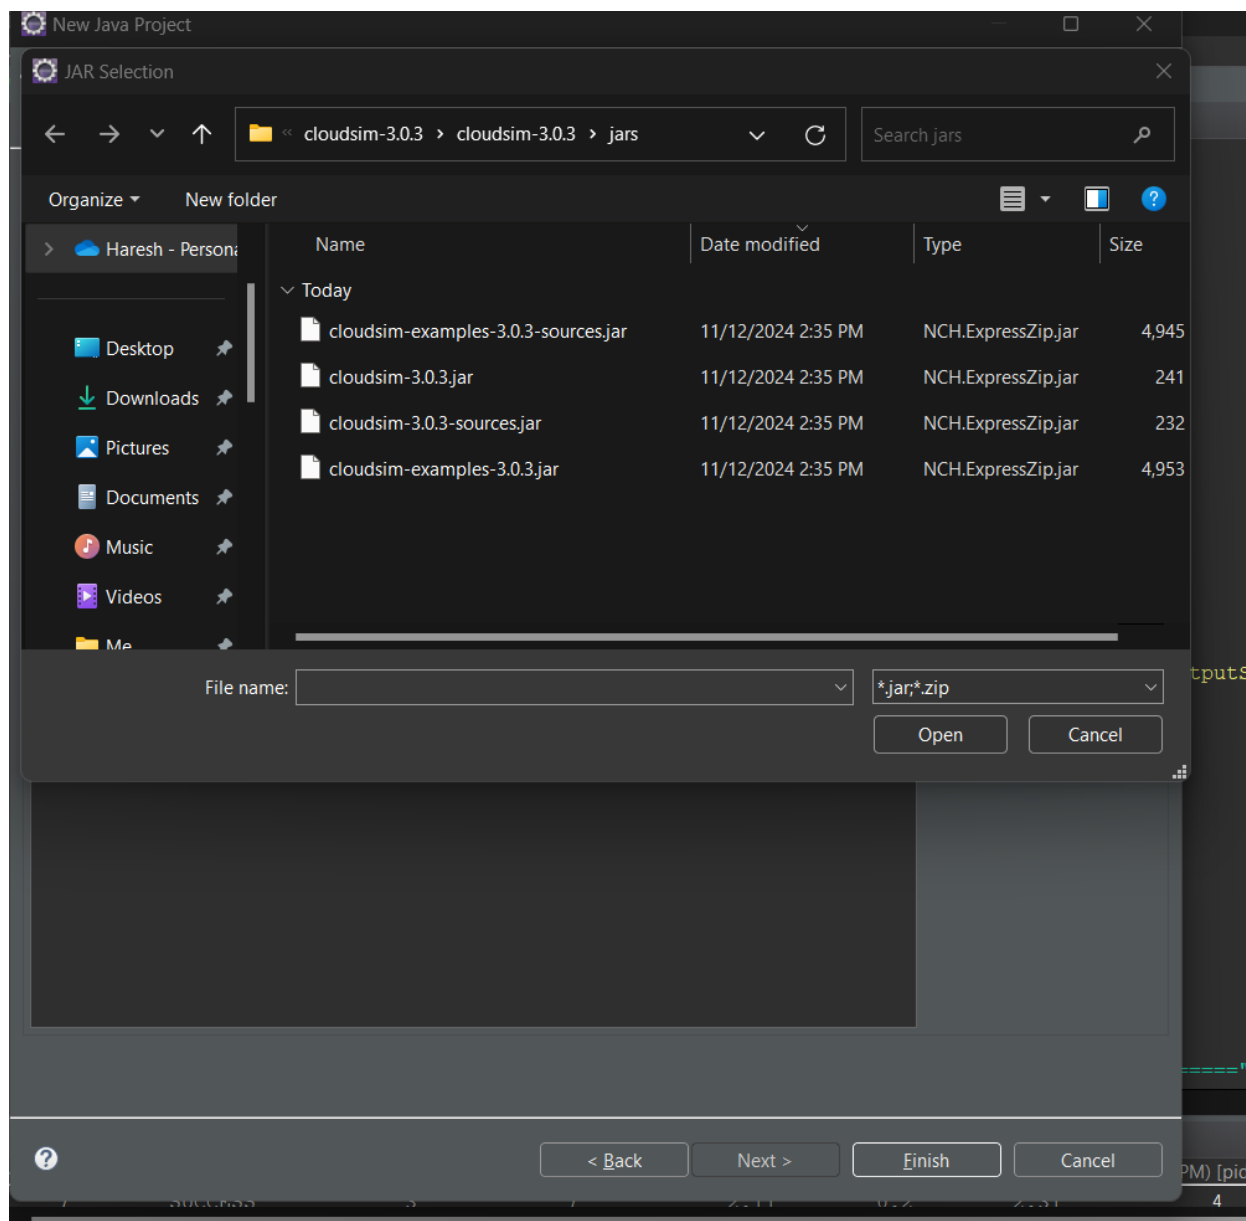 New Java Project
JAR Selection
« cloudsim-3.0.3 > cloudsim-3.0.3 > jars
Search jars
Organize
New folder
Haresh - Persona
Name Date modified Type Size
Today
cloudsim-examples-3.0.3-sources.jar 11/12/2024 2:35 PM NCH.ExpressZip.jar 4,945
cloudsim-3.0.3.jar 11/12/2024 2:35 PM NCH.ExpressZip.jar 241
cloudsim-3.0.3-sources.jar 11/12/2024 2:35 PM NCH.ExpressZip.jar 232
cloudsim-examples-3.0.3.jar 11/12/2024 2:35 PM NCH.ExpressZip.jar 4,953
Desktop
Downloads
Pictures
Documents
Music
Videos
Me
File name:
*.jar;*.zip
tputS
Open
Cancel
====="
< Back
Next >
Finish
Cancel
PM) [pic
4